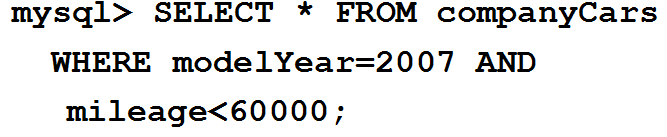 mysql> SELECT * FROM companyCars
WHERE modelYear=2007 AND
mileage<60000;